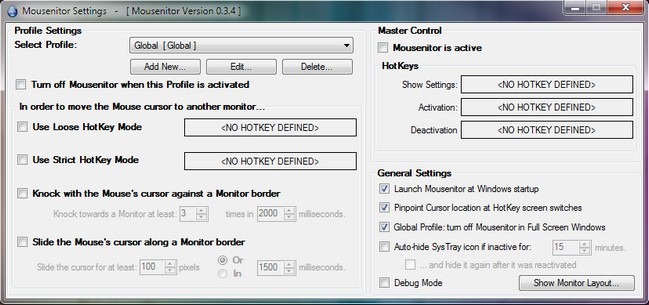 Mousenitor Settings - [ Mousenitor Version 0.3.4 ]
Profile Settings
Select Profile: Global [ Global ]
Add New... Edit... Delete...
Turn off Mousenitor when this Profile is activated
In order to move the Mouse cursor to another monitor...
Use Loose HotKey Mode <NO HOTKEY DEFINED>
Use Strict HotKey Mode <NO HOTKEY DEFINED>
Knock with the Mouse's cursor against a Monitor border
Knock towards a Monitor at least: 3 times in 2000 milliseconds.
Slide the Mouse's cursor along a Monitor border
Slide the cursor for at least: 100 pixels Or In 1500 milliseconds.
Master Control
Mousenitor is active
HotKeys
Show Settings: <NO HOTKEY DEFINED>
Activation: <NO HOTKEY DEFINED>
Deactivation <NO HOTKEY DEFINED>
General Settings
Launch Mousenitor at Windows startup
Pinpoint Cursor location at HotKey screen switches
Global Profile: turn off Mousenitor in Full Screen Windows
Auto-hide SysTray icon if inactive for: 15 minutes.
... and hide it again after it was reactivated
Debug Mode Show Monitor Layout...